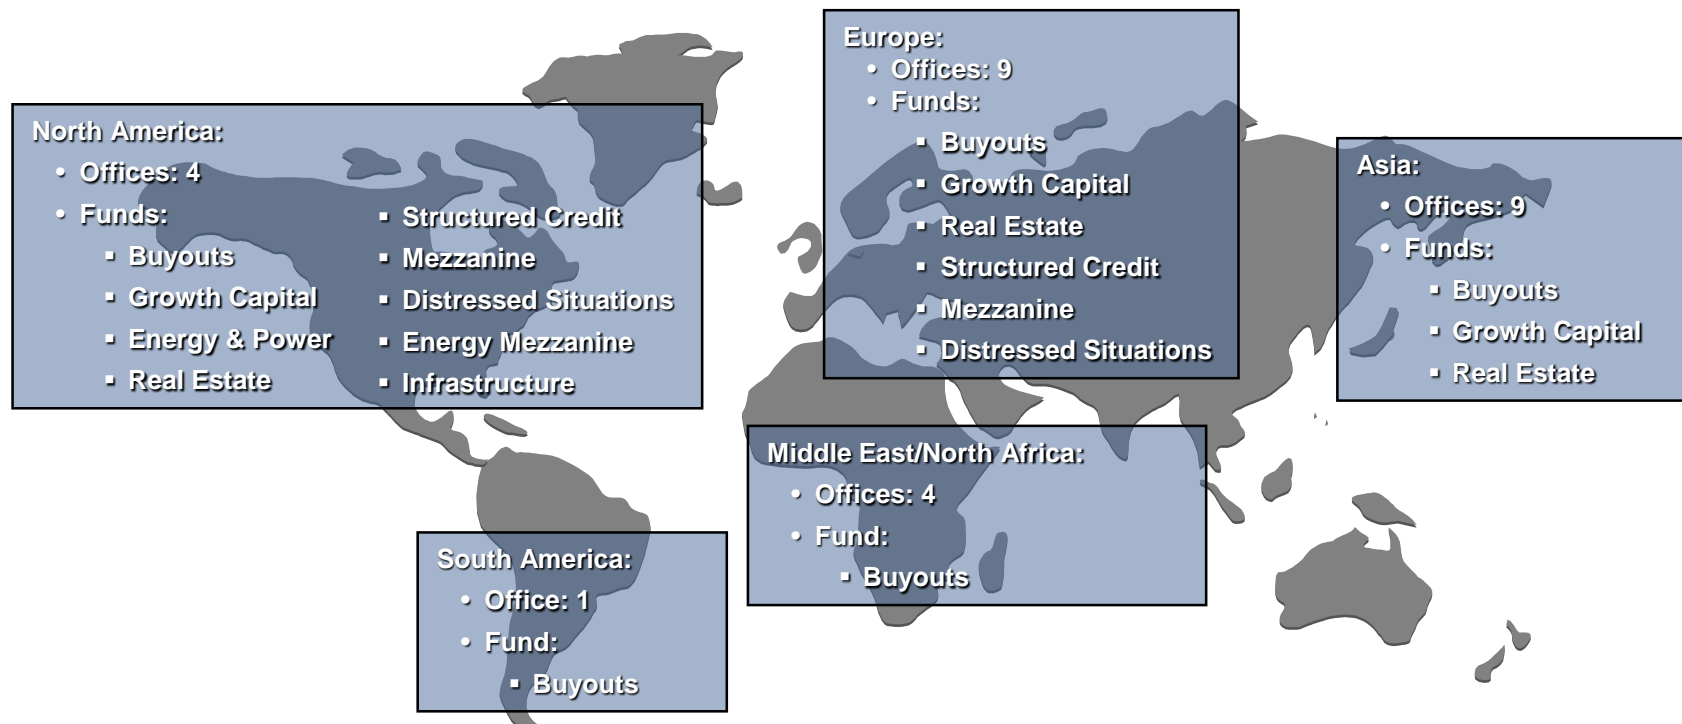 North America:
• Offices: 4
• Funds:
▪ Buyouts
▪ Growth Capital
▪ Energy & Power
▪ Real Estate
▪ Structured Credit
▪ Mezzanine
▪ Distressed Situations
▪ Energy Mezzanine
▪ Infrastructure
Europe:
• Offices: 9
• Funds:
▪ Buyouts
▪ Growth Capital
▪ Real Estate
▪ Structured Credit
▪ Mezzanine
▪ Distressed Situations
Asia:
• Offices: 9
• Funds:
▪ Buyouts
▪ Growth Capital
▪ Real Estate
Middle East/North Africa:
• Offices: 4
• Fund:
▪ Buyouts
South America:
• Office: 1
• Fund:
▪ Buyouts